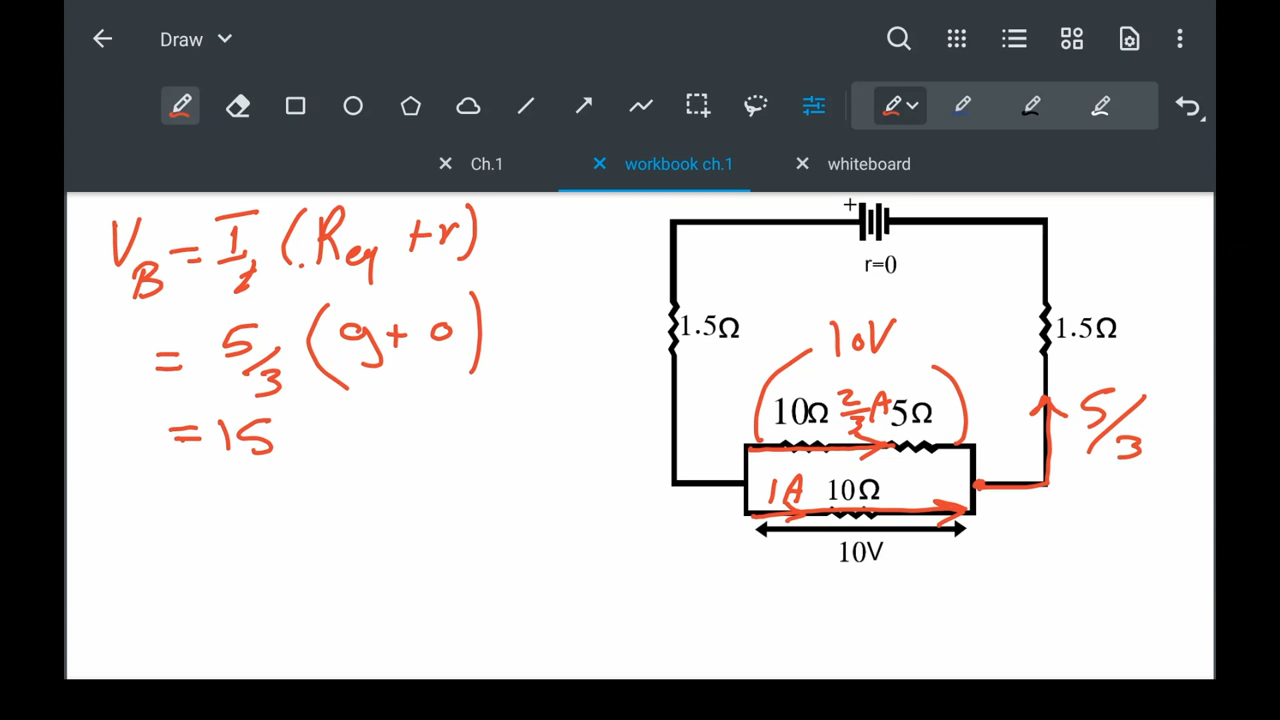 Draw
Ch.1
workbook ch.1
whiteboard
V_B = I_t (R_eq + r)
= 5/3 (9 + 0)
= 15
+
r=0
1.5Ω
1.5Ω
10V
10Ω 2/3 A 5Ω
5/3
1A 10Ω
10V